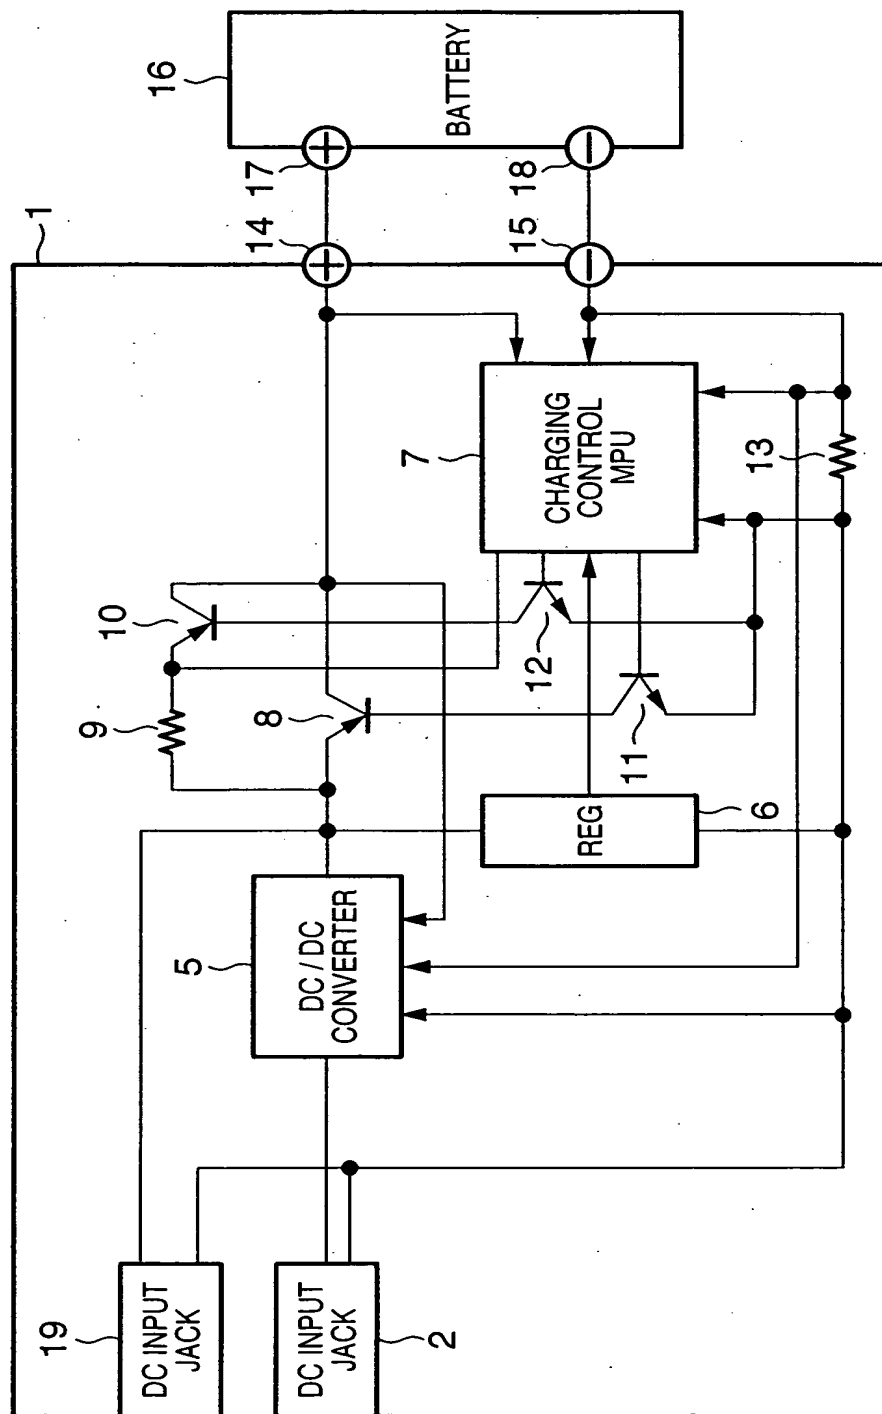 1
16
BATTERY
17
18
14
15
7
CHARGING
CONTROL
MPU
13
10
12
9
8
11
REG
6
5
DC / DC
CONVERTER
19
DC INPUT
JACK
DC INPUT
JACK
2